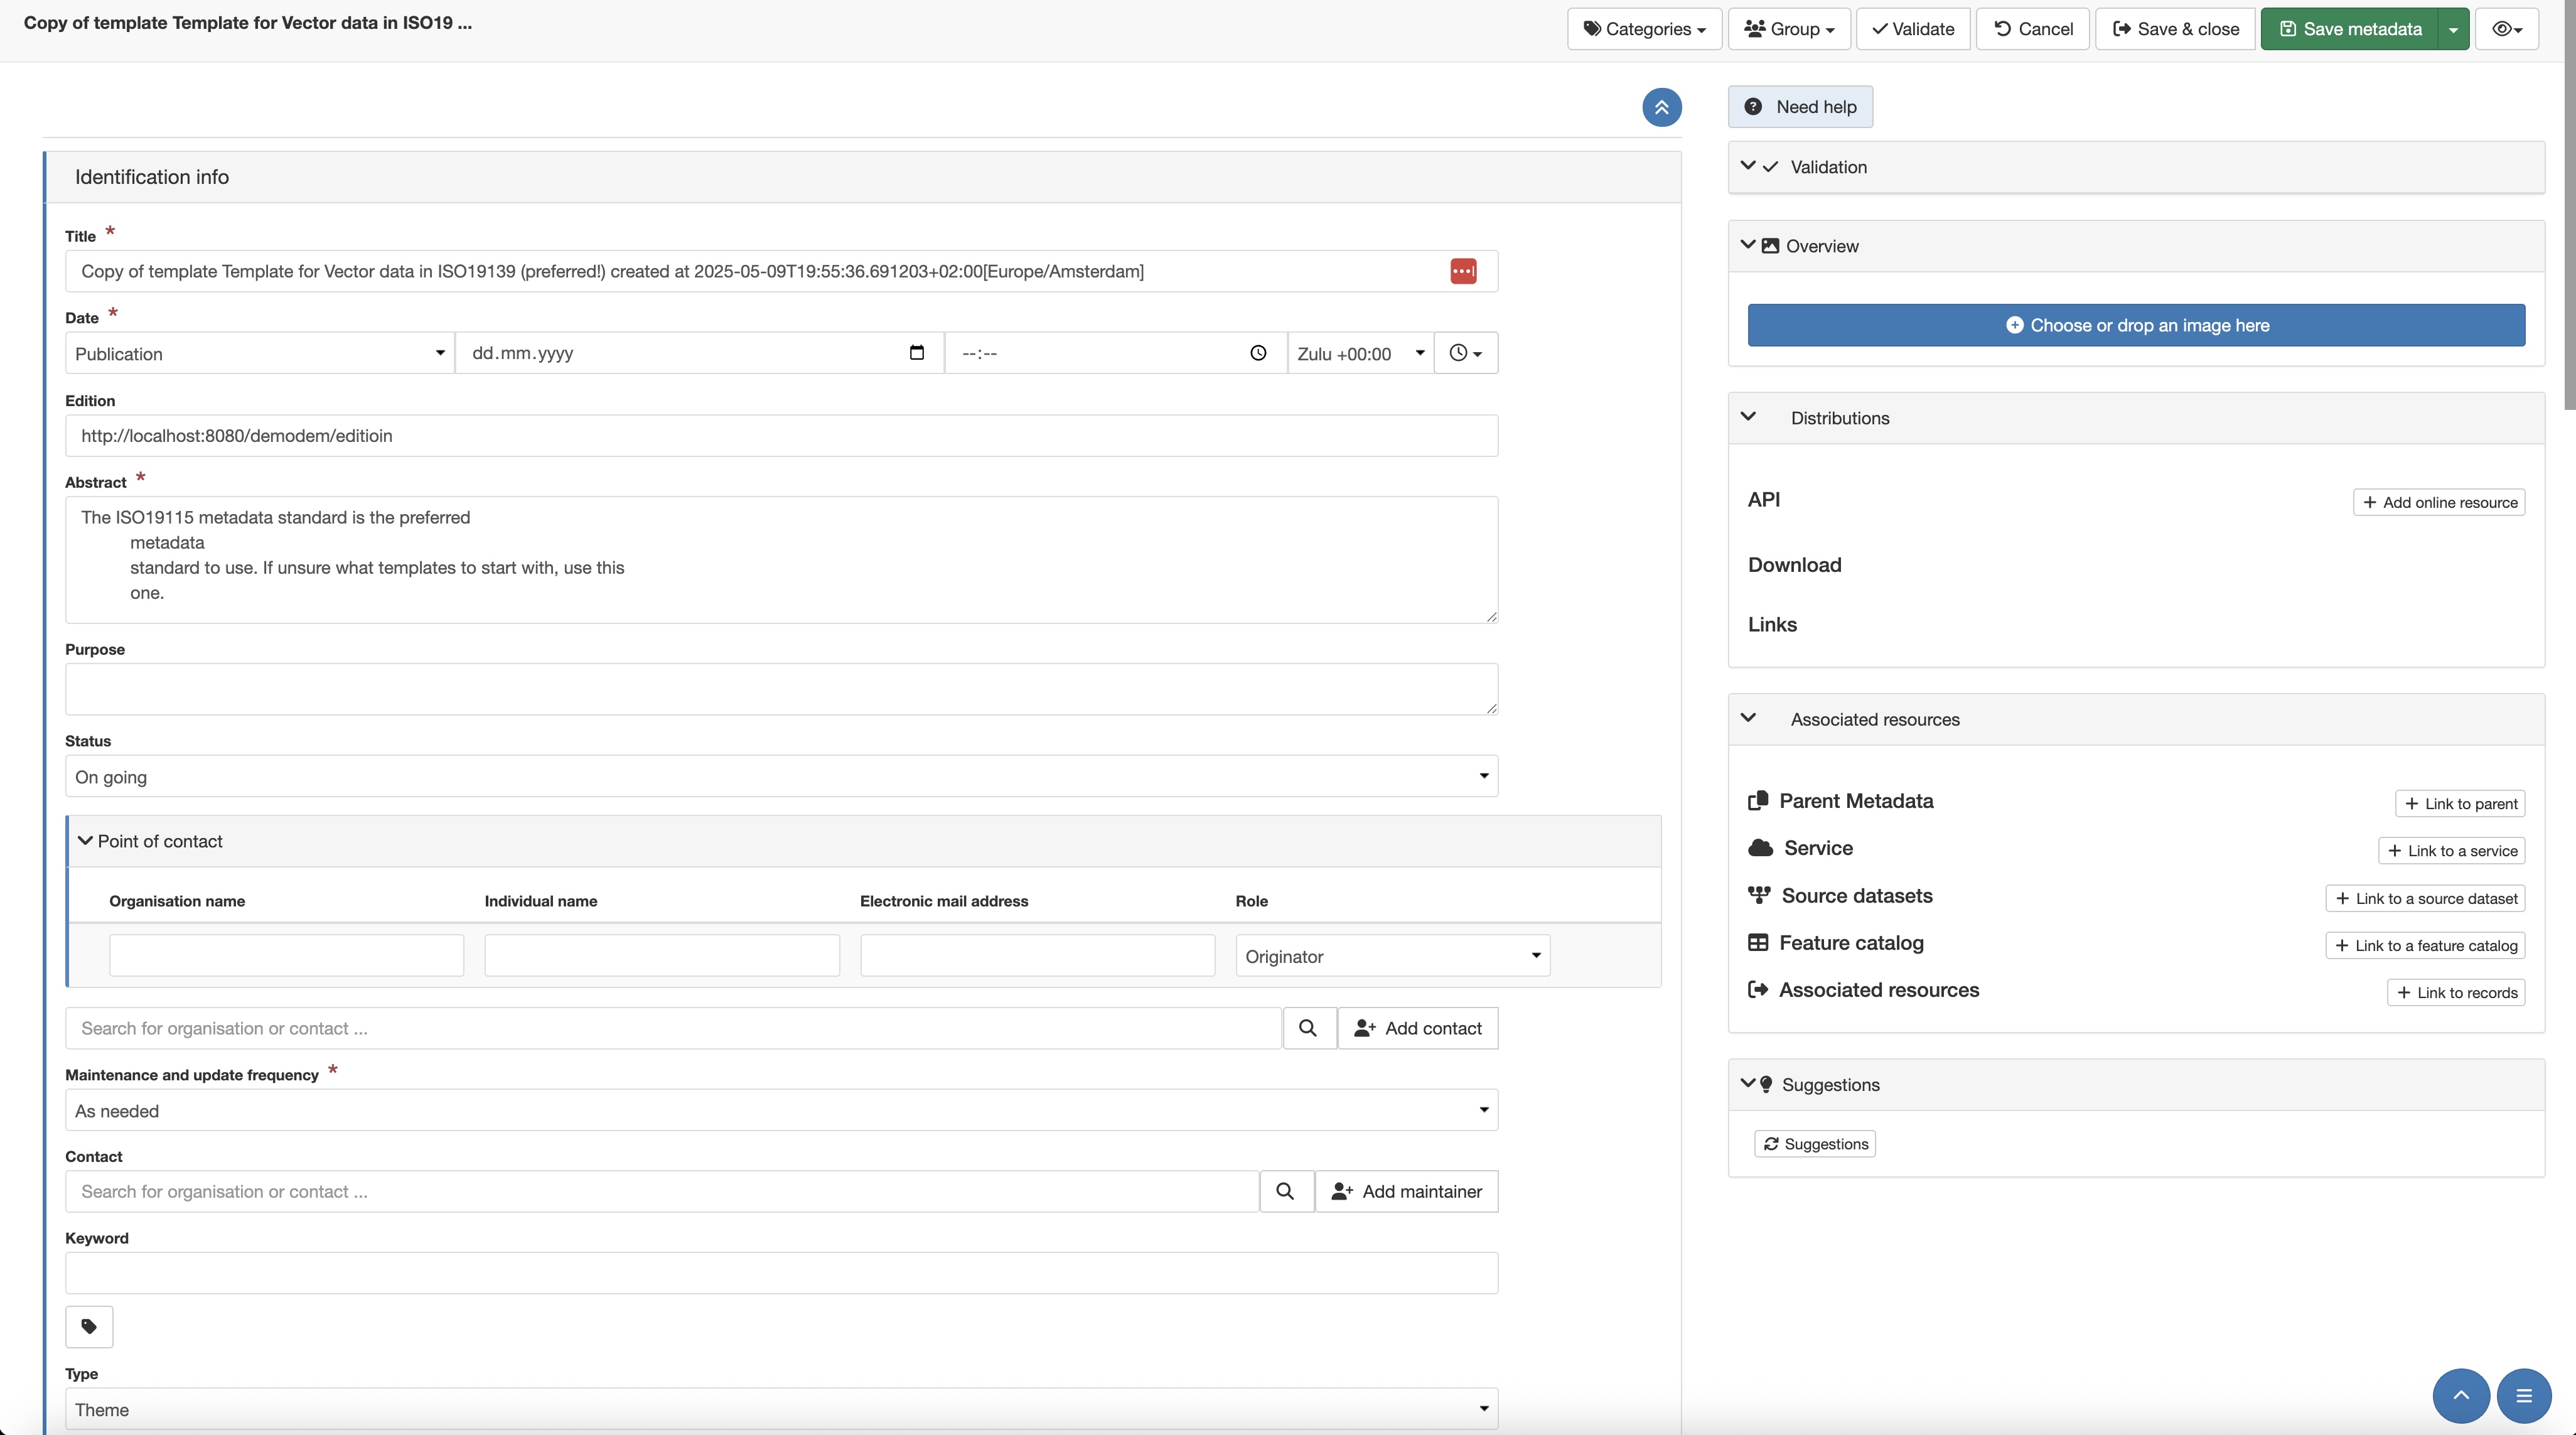 Copy of template Template for Vector data in ISO19 ...
Categories
Group
Validate
Cancel
Save & close
Save metadata
Need help
Identification info
Title *
Copy of template Template for Vector data in ISO19139 (preferred!) created at 2025-05-09T19:55:36.691203+02:00[Europe/Amsterdam]
Date *
Publication
dd.mm.yyyy
--:--
Zulu +00:00
Edition
http://localhost:8080/demodem/editioin
Abstract *
The ISO19115 metadata standard is the preferred
metadata
standard to use. If unsure what templates to start with, use this
one.
Purpose
Status
On going
Point of contact
Organisation name
Individual name
Electronic mail address
Role
Originator
Search for organisation or contact ...
Add contact
Maintenance and update frequency *
As needed
Contact
Search for organisation or contact ...
Add maintainer
Keyword
Type
Theme
Validation
Overview
Choose or drop an image here
Distributions
API
Add online resource
Download
Links
Associated resources
Parent Metadata
Link to parent
Service
Link to a service
Source datasets
Link to a source dataset
Feature catalog
Link to a feature catalog
Associated resources
Link to records
Suggestions
Suggestions